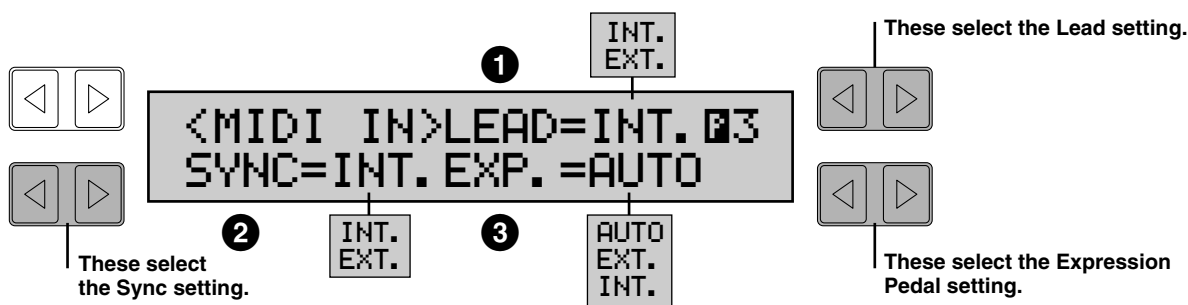 These select the Lead setting.
INT.
EXT.
1
<MIDI IN>LEAD=INT. P3
SYNC=INT. EXP. =AUTO
2
INT.
EXT.
3
AUTO
EXT.
INT.
These select
the Sync setting.
These select the Expression
Pedal setting.